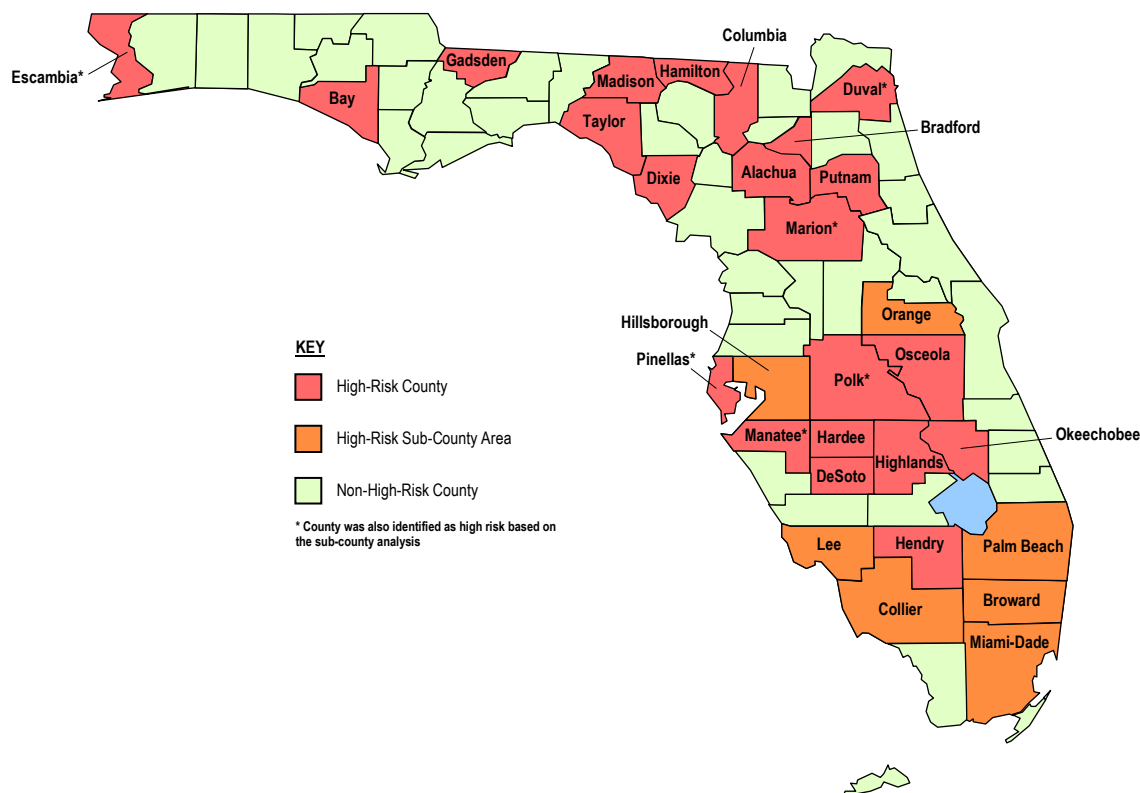 Columbia
Escambia*
Gadsden
Madison
Hamilton
Duval*
Bay
Taylor
Bradford
Dixie
Alachua
Putnam
Marion*
Orange
Hillsborough
Pinellas*
Osceola
Polk*
KEY
High-Risk County
High-Risk Sub-County Area
Non-High-Risk County
* County was also identified as high risk based on
the sub-county analysis
Manatee*
Hardee
Okeechobee
Highlands
DeSoto
Lee
Hendry
Palm Beach
Collier
Broward
Miami-Dade